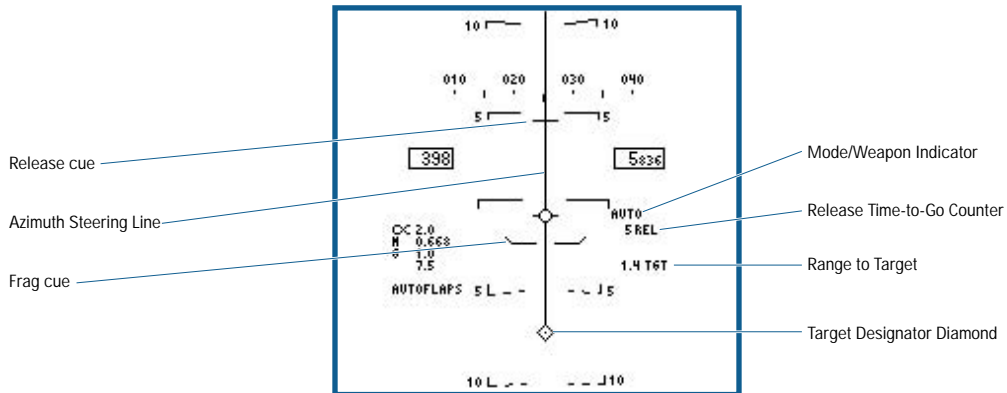 10 10
010 020 030 040
5 5
Release cue
398 5836
Mode/Weapon Indicator
Azimuth Steering Line
AUTO
Release Time-to-Go Counter
5 REL
α 2.0
M 0.668
G 1.0
7.5
Frag cue
1.4 TGT
Range to Target
AUTOFLAPS 5 5
Target Designator Diamond
10 10